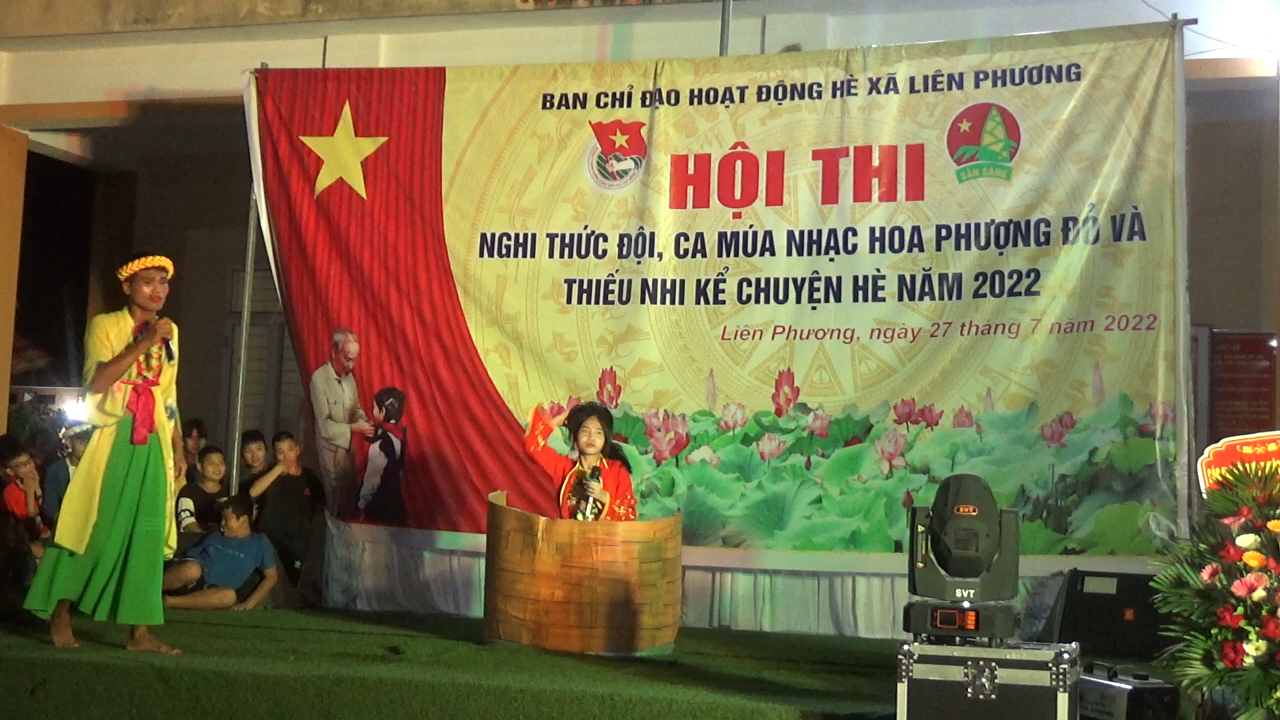 BAN CHỈ ĐẠO HOẠT ĐỘNG HÈ XÃ LIÊN PHƯƠNG
HỘI THI
SẴN SÀNG
NGHI THỨC ĐỘI, CA MÚA NHẠC HOA PHƯỢNG ĐỎ VÀ
THIẾU NHI KỂ CHUYỆN HÈ NĂM 2022
Liên Phương, ngày 27 tháng 7 năm 2022
SVT
SVT